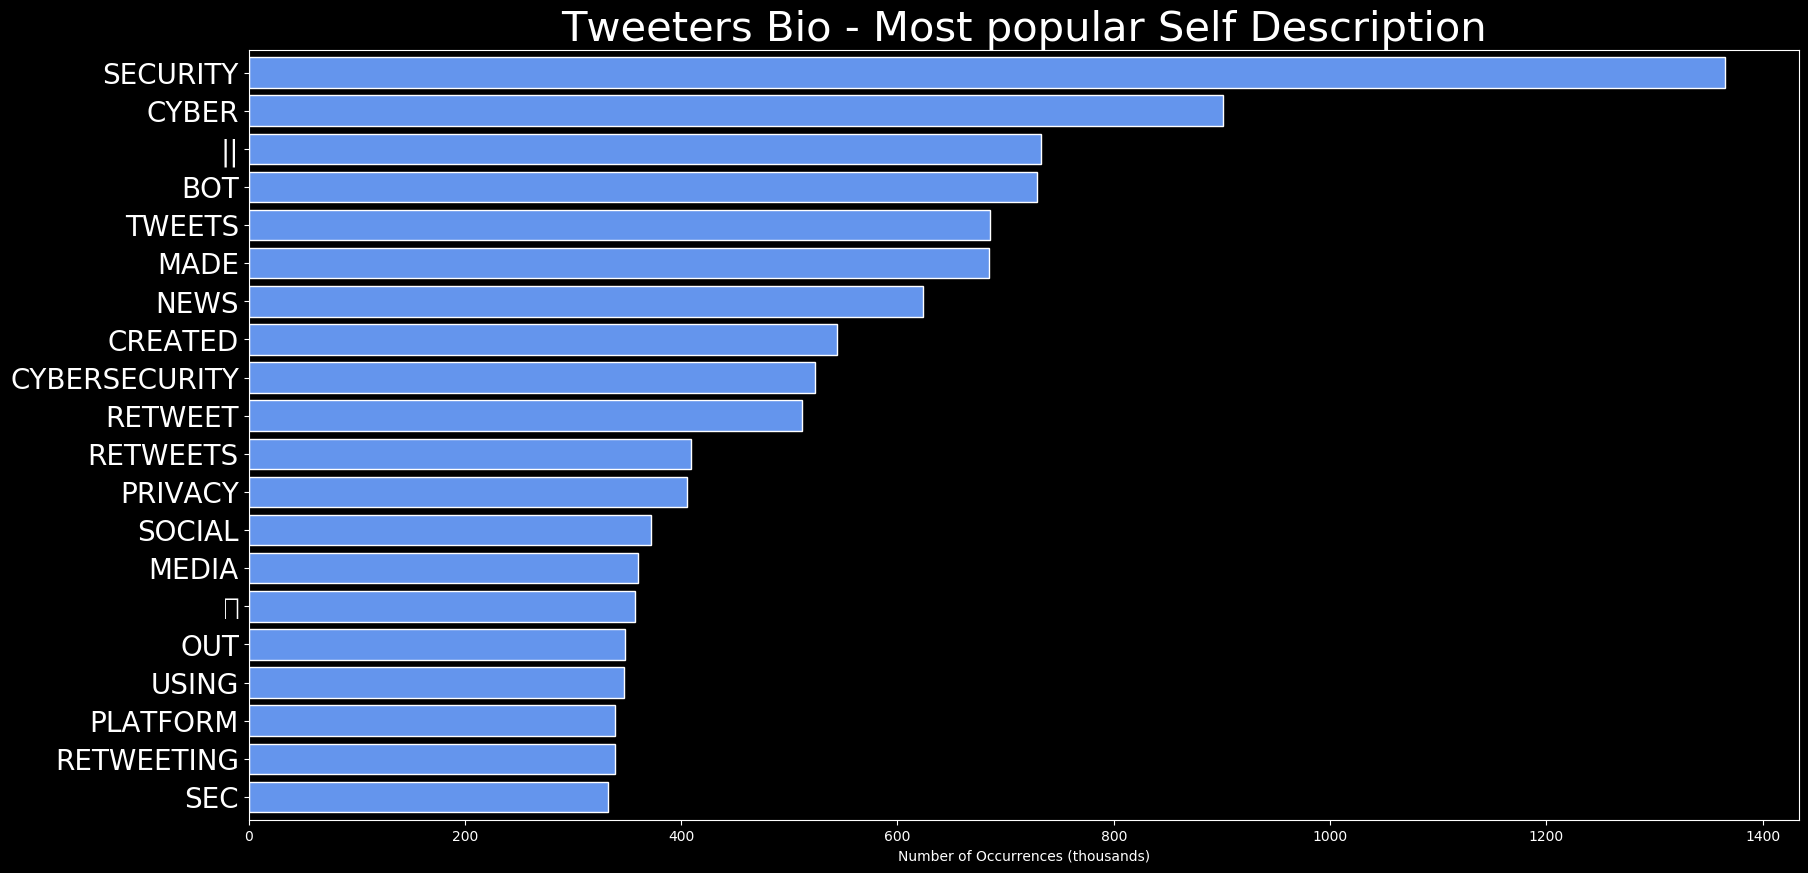 Tweeters Bio - Most popular Self Description
SECURITY
CYBER
||
BOT
TWEETS
MADE
NEWS
CREATED
CYBERSECURITY
RETWEET
RETWEETS
PRIVACY
SOCIAL
MEDIA
OUT
USING
PLATFORM
RETWEETING
SEC
0 200 400 600 800 1000 1200 1400
Number of Occurrences (thousands)